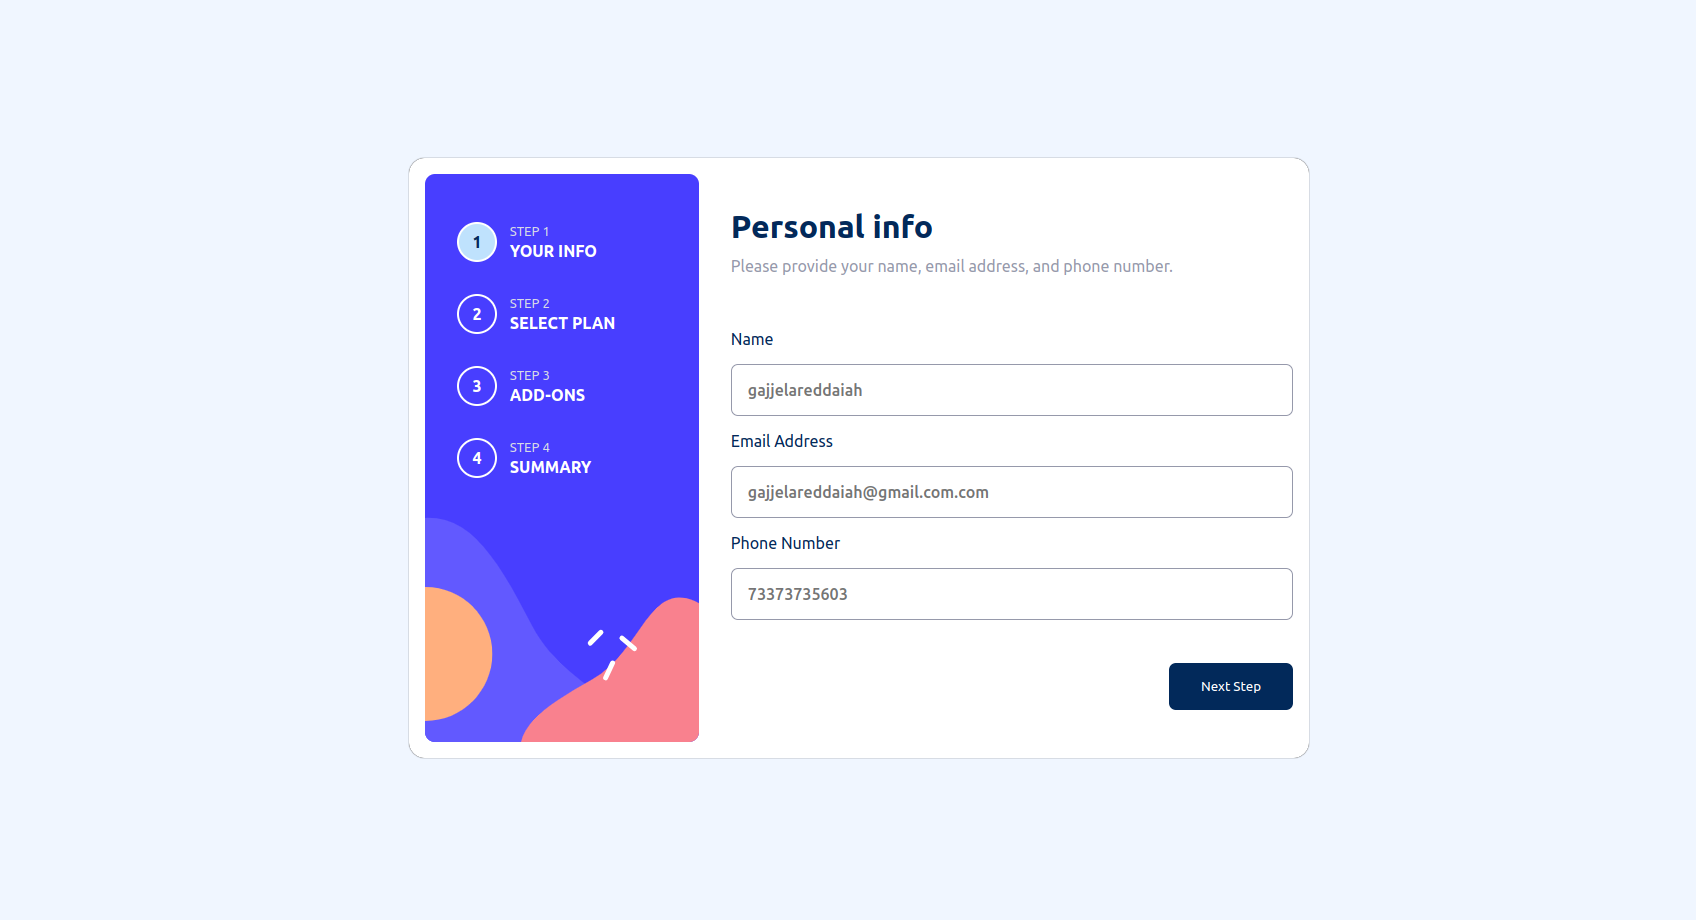 1
STEP 1
YOUR INFO
2
STEP 2
SELECT PLAN
3
STEP 3
ADD-ONS
4
STEP 4
SUMMARY
Personal info
Please provide your name, email address, and phone number.
Name
gajjelareddaiah
Email Address
gajjelareddaiah@gmail.com.com
Phone Number
73373735603
Next Step